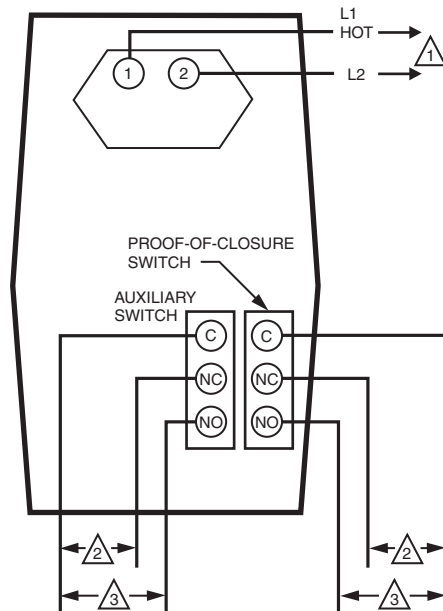 L1
HOT
1
1
2
L2
PROOF-OF-CLOSURE
SWITCH
AUXILIARY
SWITCH
C
C
NC
NC
NO
NO
2
2
3
3